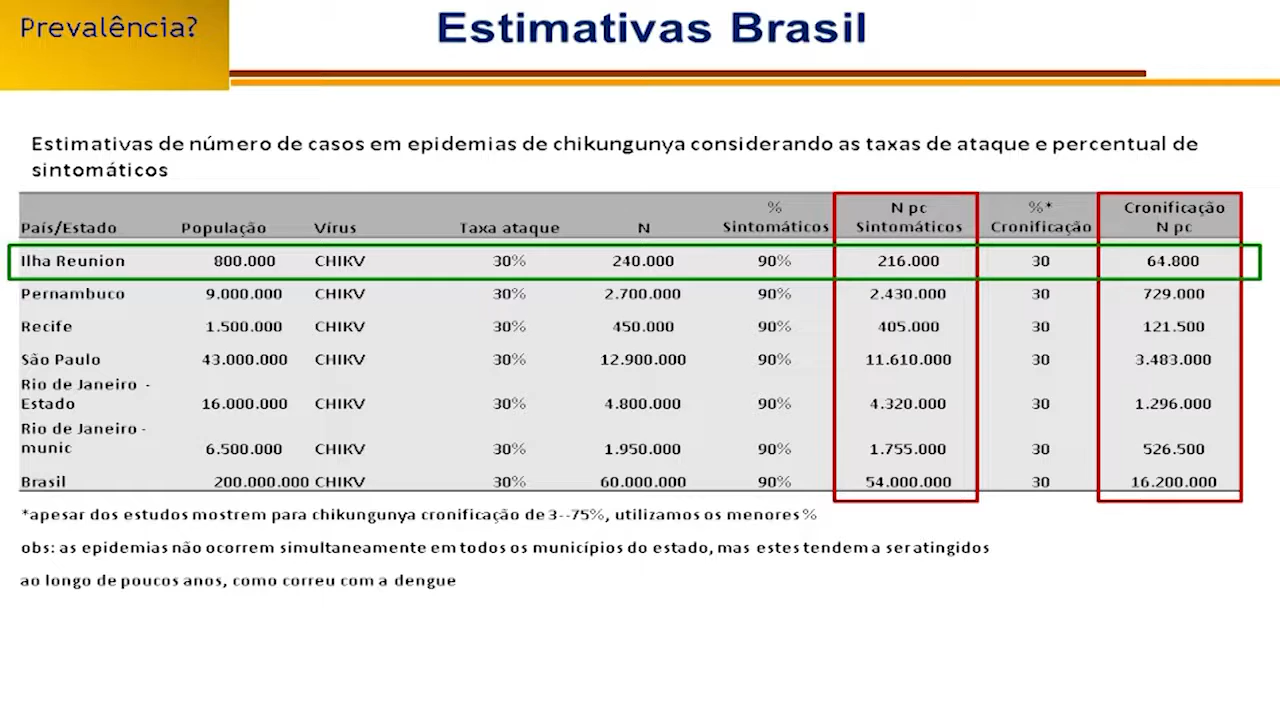 Prevalência?
Estimativas Brasil
Estimativas de número de casos em epidemias de chikungunya considerando as taxas de ataque e percentual de
sintomáticos
País/Estado População Vírus Taxa ataque N % Sintomáticos N pc Sintomáticos %* Cronificação Cronificação N pc
Ilha Reunion 800.000 CHIKV 30% 240.000 90% 216.000 30 64.800
Pernambuco 9.000.000 CHIKV 30% 2.700.000 90% 2.430.000 30 729.000
Recife 1.500.000 CHIKV 30% 450.000 90% 405.000 30 121.500
São Paulo 43.000.000 CHIKV 30% 12.900.000 90% 11.610.000 30 3.483.000
Rio de Janeiro -
Estado 16.000.000 CHIKV 30% 4.800.000 90% 4.320.000 30 1.296.000
Rio de Janeiro -
munic 6.500.000 CHIKV 30% 1.950.000 90% 1.755.000 30 526.500
Brasil 200.000.000 CHIKV 30% 60.000.000 90% 54.000.000 30 16.200.000
*apesar dos estudos mostrem para chikungunya cronificação de 3--75%, utilizamos os menores %
obs: as epidemias não ocorrem simultaneamente em todos os municípios do estado, mas estes tendem a ser atingidos
ao longo de poucos anos, como correu com a dengue